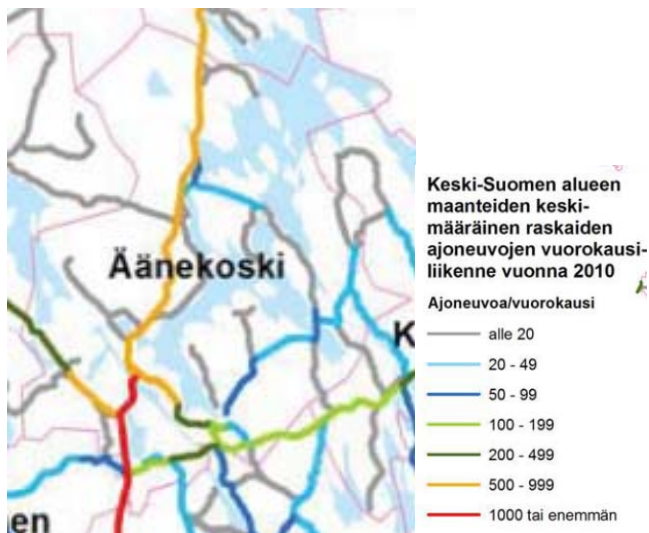 Äänekoski
K
en
Keski-Suomen alueen
maanteiden keski-
määräinen raskaiden
ajoneuvojen vuorokausi-
liikenne vuonna 2010
Ajoneuvoa/vuorokausi
alle 20
20 - 49
50 - 99
100 - 199
200 - 499
500 - 999
1000 tai enemmän